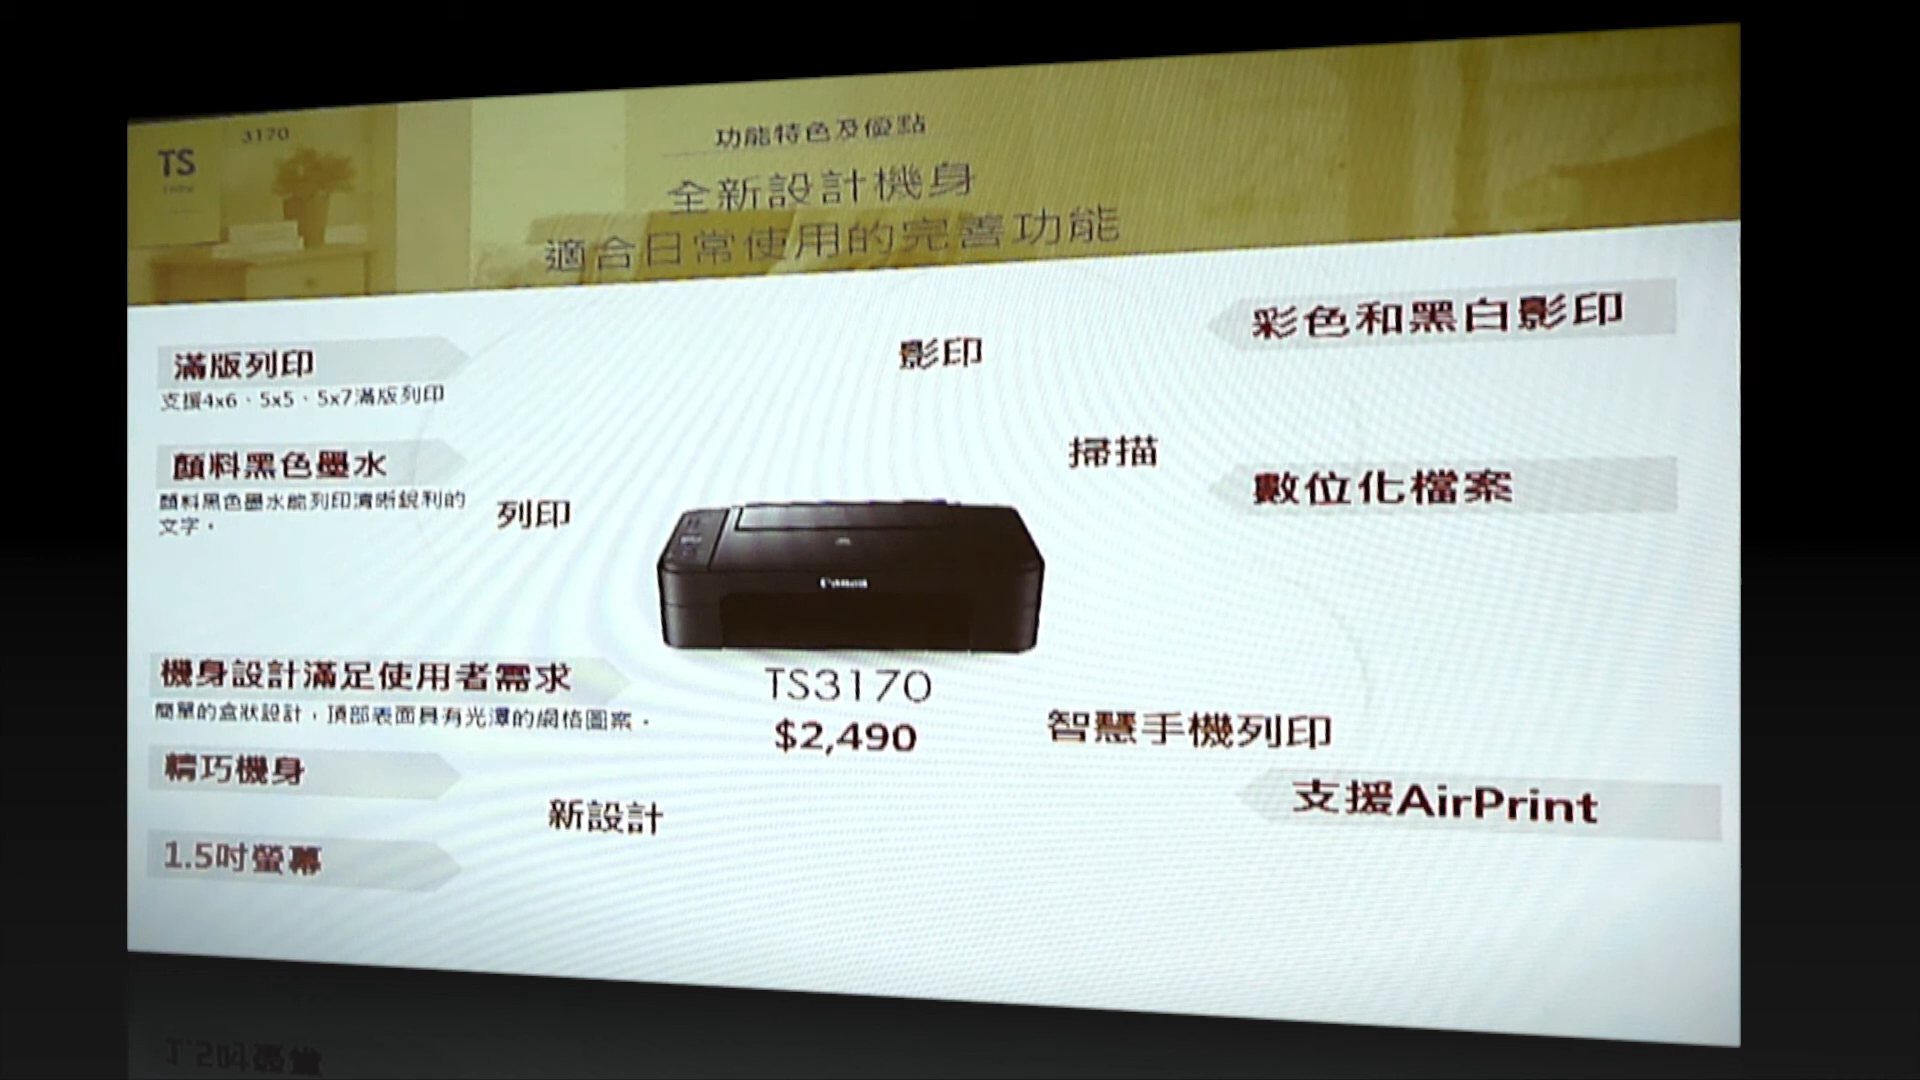 TS
3170
功能特色及優點
全新設計機身
適合日常使用的完善功能
滿版列印
支援4x6、5x5、5x7滿版列印
顏料黑色墨水
顏料黑色墨水能列印清晰銳利的
文字。
列印
影印
彩色和黑白影印
掃描
數位化檔案
Canon
TS3170
$2,490
機身設計滿足使用者需求
簡單的盒狀設計，頂部表面具有光澤的網格圖案。
精巧機身
1.5吋螢幕
新設計
智慧手機列印
支援AirPrint